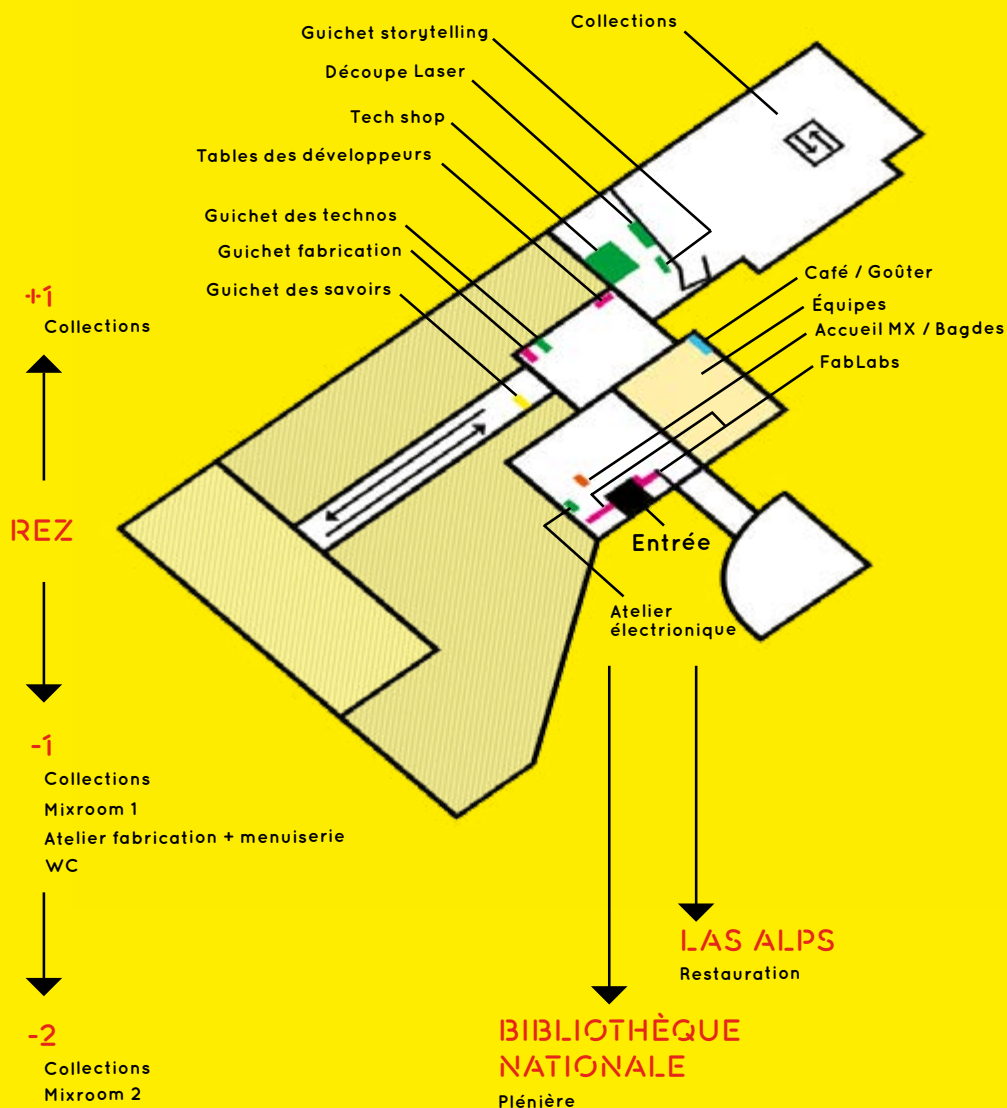 Guichet storytelling
Collections
Découpe Laser
Tech shop
Tables des développeurs
Guichet des technos
Guichet fabrication
Guichet des savoirs
Café / Goûter
Équipes
Accueil MX / Bagdes
FabLabs
Entrée
Atelier
électrionique
+1
Collections
REZ
-1
Collections
Mixroom 1
Atelier fabrication + menuiserie
WC
-2
Collections
Mixroom 2
LAS ALPS
Restauration
BIBLIOTHÈQUE
NATIONALE
Plénière